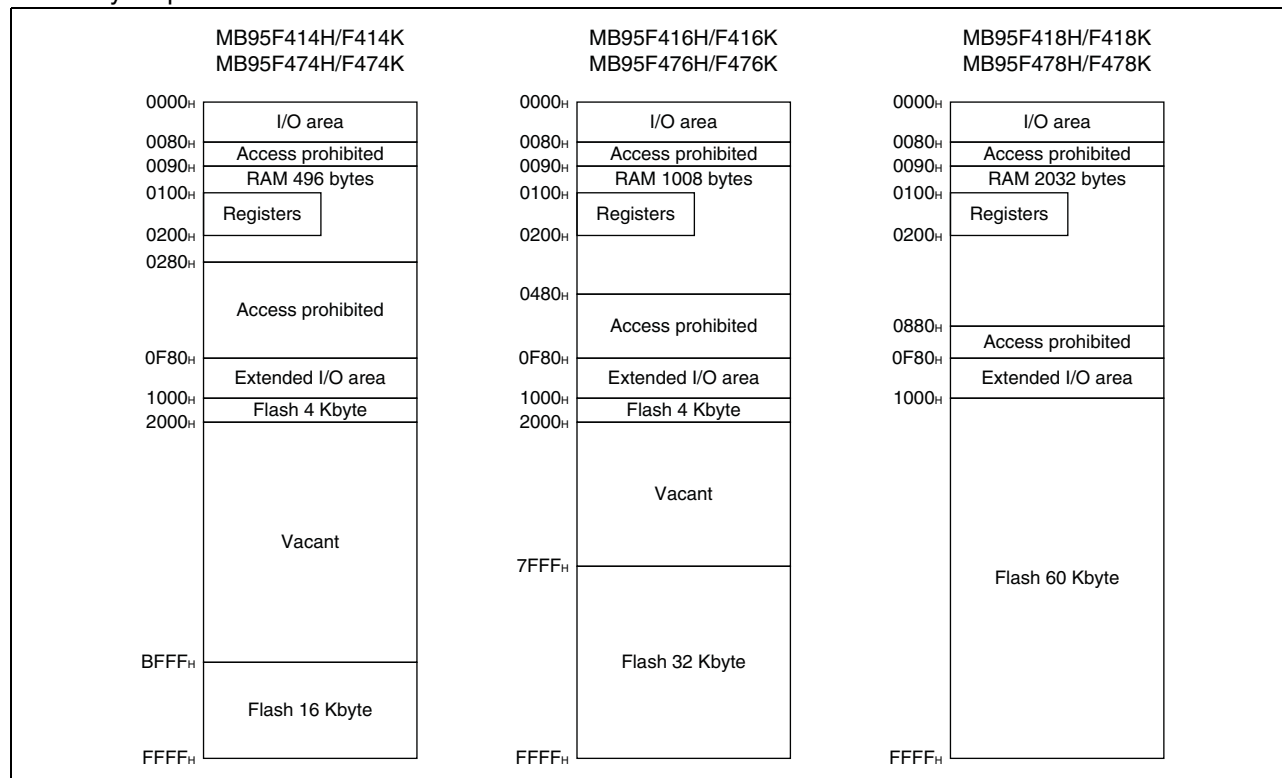 MB95F414H/F414K
MB95F474H/F474K
0000H
I/O area
0080H
Access prohibited
0090H
RAM 496 bytes
0100H
Registers
0200H
0280H
Access prohibited
0F80H
Extended I/O area
1000H
Flash 4 Kbyte
2000H
Vacant
BFFFH
Flash 16 Kbyte
FFFFH
MB95F416H/F416K
MB95F476H/F476K
0000H
I/O area
0080H
Access prohibited
0090H
RAM 1008 bytes
0100H
Registers
0200H
0480H
Access prohibited
0F80H
Extended I/O area
1000H
Flash 4 Kbyte
2000H
Vacant
7FFFH
Flash 32 Kbyte
FFFFH
MB95F418H/F418K
MB95F478H/F478K
0000H
I/O area
0080H
Access prohibited
0090H
RAM 2032 bytes
0100H
Registers
0200H
0880H
Access prohibited
0F80H
Extended I/O area
1000H
Flash 60 Kbyte
FFFFH